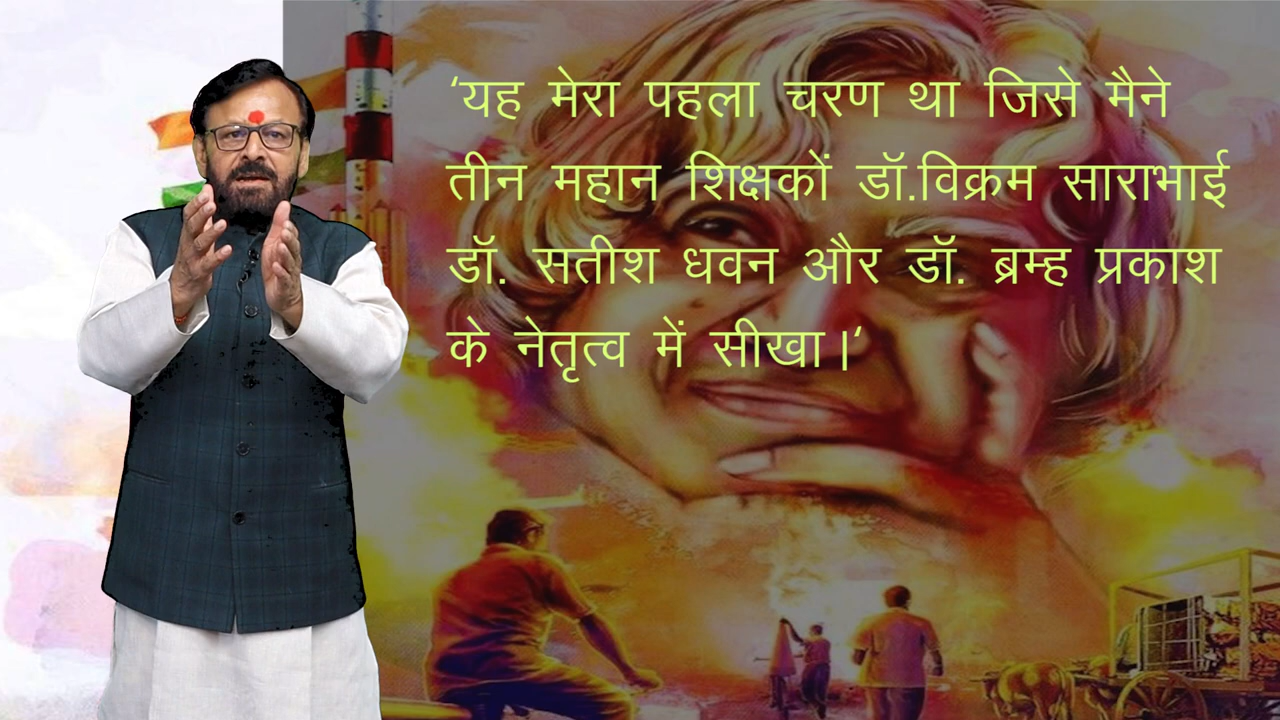 ‘यह मेरा पहला चरण था जिसे मैने
तीन महान शिक्षकों डॉ.विक्रम साराभाई
डॉ. सतीश धवन और डॉ. ब्रम्ह प्रकाश
के नेतृत्व में सीखा।‘